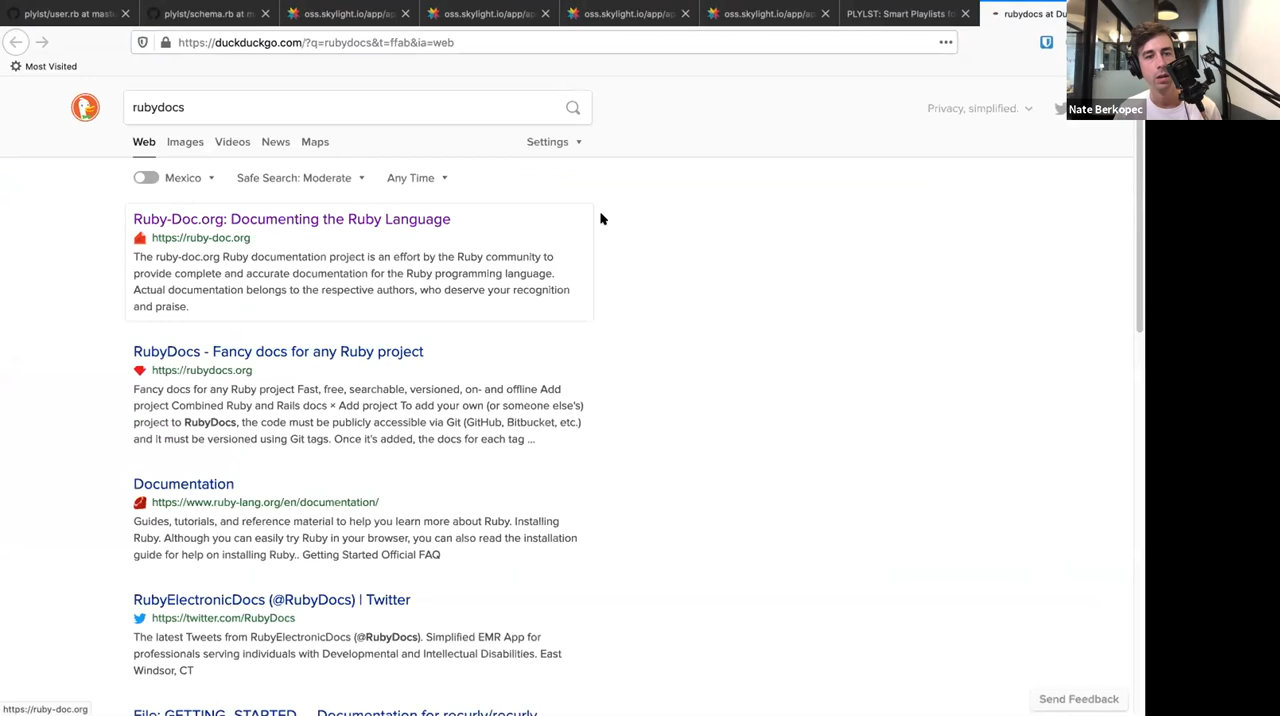 plylst/user.rb at maste
plylst/schema.rb at m
oss.skylight.io/app/ap
oss.skylight.io/app/ap
oss.skylight.io/app/ap
oss.skylight.io/app/ap
PLYLST: Smart Playlists fo
rubydocs at Du
https://duckduckgo.com/?q=rubydocs&t=ffab&ia=web
Most Visited
Nate Berkopec
rubydocs
Privacy, simplified.
Web Images Videos News Maps Settings
Mexico Safe Search: Moderate Any Time
Ruby-Doc.org: Documenting the Ruby Language
https://ruby-doc.org
The ruby-doc.org Ruby documentation project is an effort by the Ruby community to
provide complete and accurate documentation for the Ruby programming language.
Actual documentation belongs to the respective authors, who deserve your recognition
and praise.
RubyDocs - Fancy docs for any Ruby project
https://rubydocs.org
Fancy docs for any Ruby project Fast, free, searchable, versioned, on- and offline Add
project Combined Ruby and Rails docs × Add project To add your own (or someone else's)
project to RubyDocs, the code must be publicly accessible via Git (GitHub, Bitbucket, etc.)
and it must be versioned using Git tags. Once it's added, the docs for each tag ...
Documentation
https://www.ruby-lang.org/en/documentation/
Guides, tutorials, and reference material to help you learn more about Ruby. Installing
Ruby. Although you can easily try Ruby in your browser, you can also read the installation
guide for help on installing Ruby.. Getting Started Official FAQ
RubyElectronicDocs (@RubyDocs) | Twitter
https://twitter.com/RubyDocs
The latest Tweets from RubyElectronicDocs (@RubyDocs). Simplified EMR App for
professionals serving individuals with Developmental and Intellectual Disabilities. East
Windsor, CT
Send Feedback
https://ruby-doc.org
File: GETTING_STARTED — Documentation for recurly/recurly